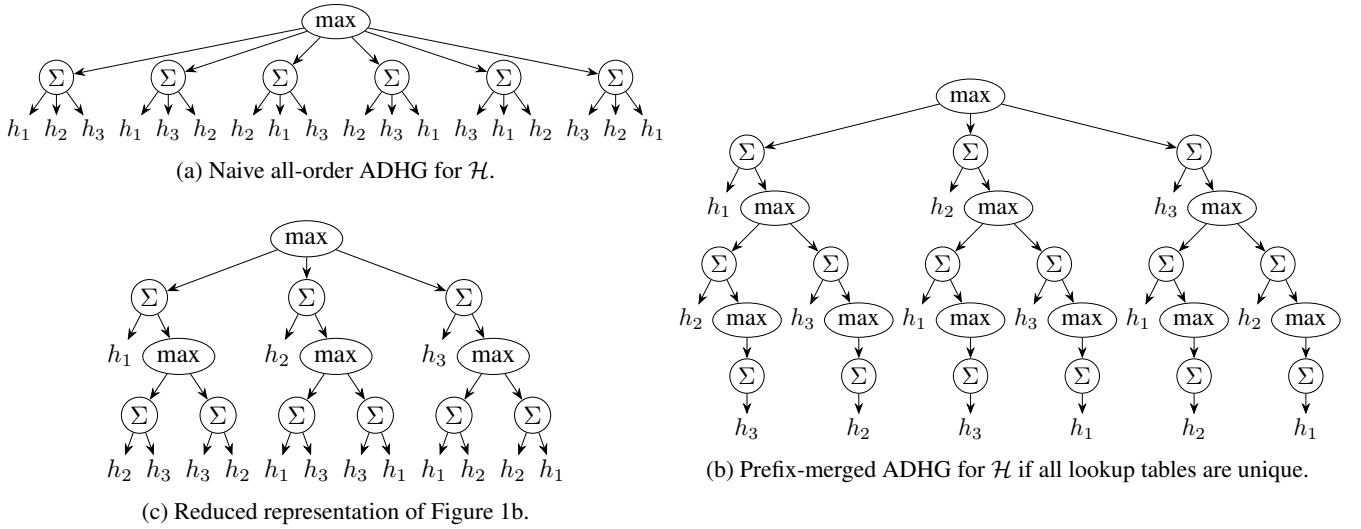 max
Σ Σ Σ Σ Σ Σ
h₁ h₂ h₃ h₁ h₃ h₂ h₂ h₁ h₃ h₂ h₃ h₁ h₃ h₁ h₂ h₃ h₂ h₁
(a) Naive all-order ADHG for ℋ.
max
Σ Σ Σ
h₁ max h₂ max h₃ max
Σ Σ Σ Σ Σ Σ
h₂ h₃ h₃ h₂ h₁ h₃ h₃ h₁ h₁ h₂ h₂ h₁
(c) Reduced representation of Figure 1b.
max
Σ Σ Σ
h₁ max h₂ max h₃ max
Σ Σ Σ Σ Σ Σ
h₂ max h₃ max h₁ max h₃ max h₁ max h₂ max
Σ Σ Σ Σ Σ Σ
h₃ h₂ h₃ h₁ h₂ h₁
(b) Prefix-merged ADHG for ℋ if all lookup tables are unique.